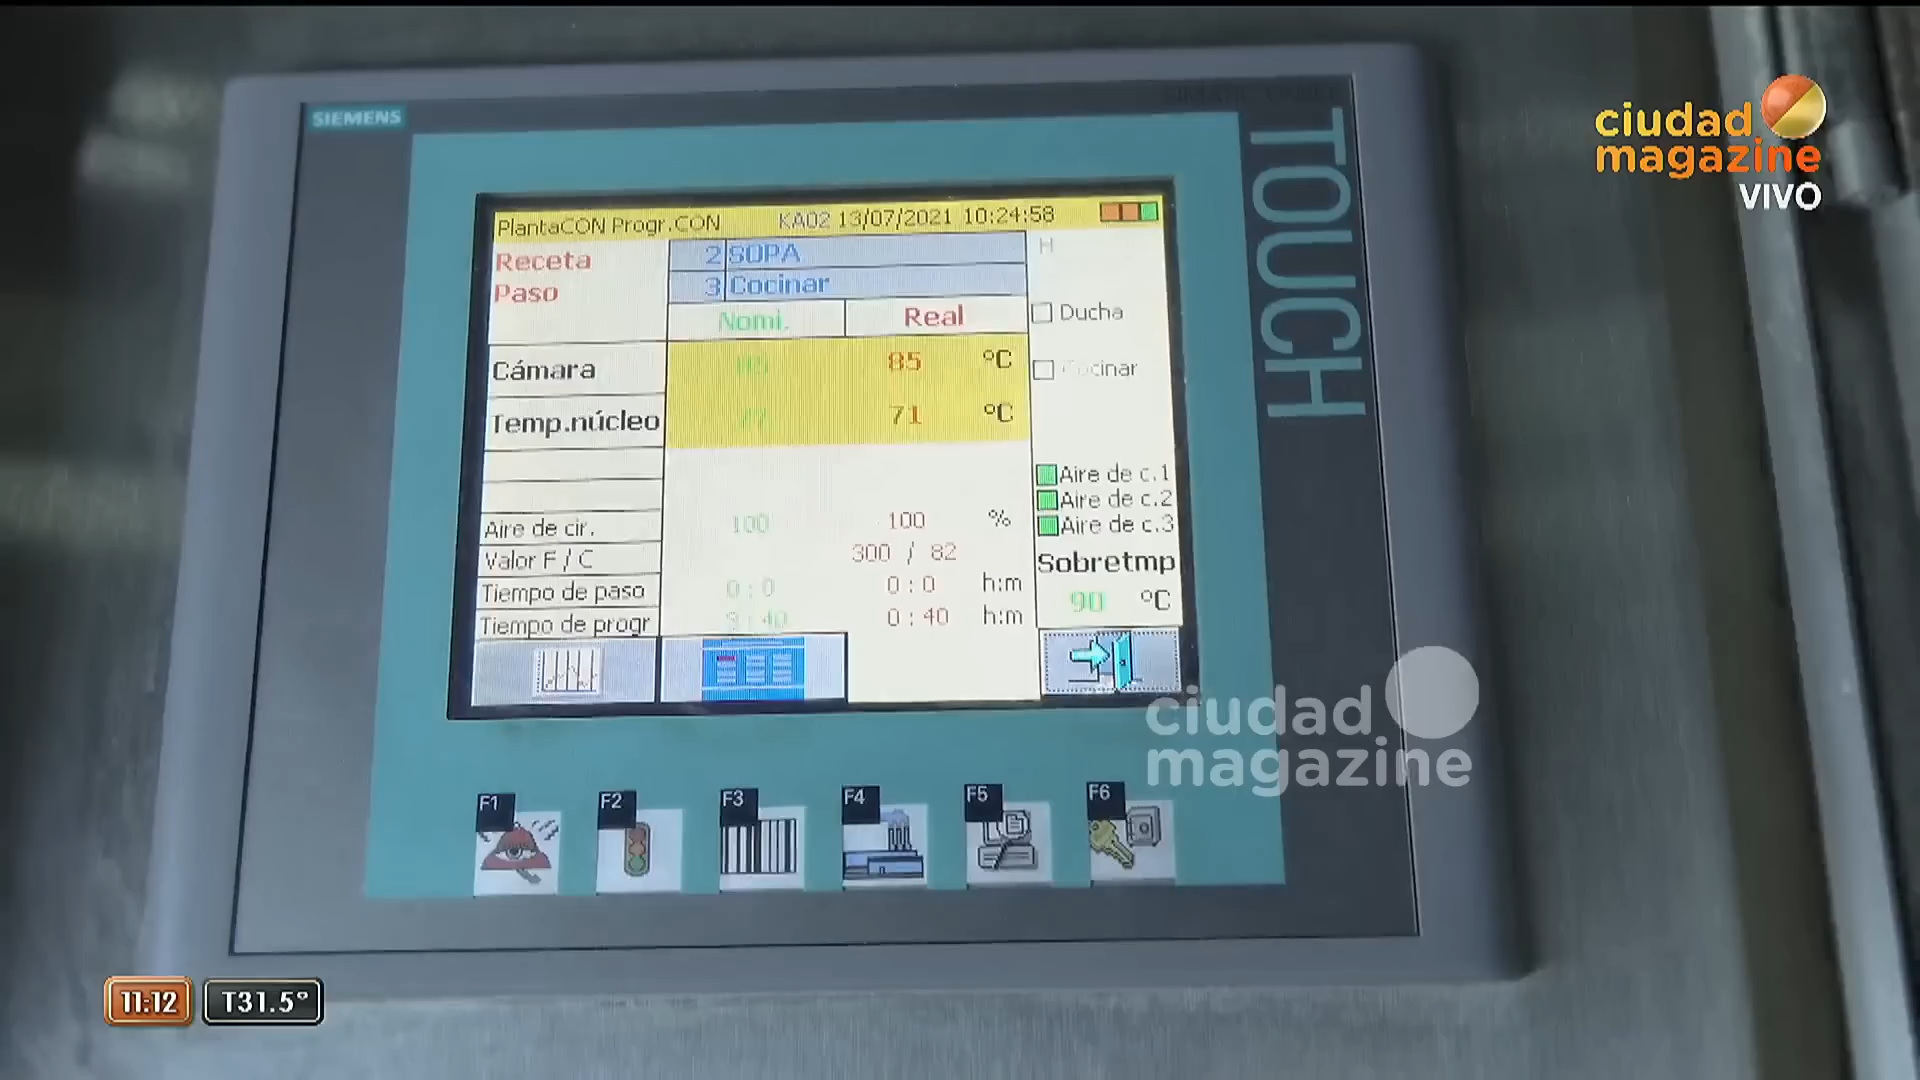 SIEMENS
TOUCH
ciudad
magazine
VIVO
PlantaCON Progr.CON KA02 13/07/2021 10:24:58
Receta 2 SOPA
H
Paso 3 Cocinar
Nomi. Real
Ducha
Cámara 85 °C
Cocinar
Temp.núcleo 77 71 °C
Aire de c.1
Aire de c.2
Aire de c.3
Aire de cir. 100 100 %
Valor F / C 300 / 82
Sobretmp
90 °C
Tiempo de paso 0 : 0 0 : 0 h:m
Tiempo de progr : 40 0 : 40 h:m
ciudad
magazine
F1 F2 F3 F4 F5 F6
11:12 T31.5°